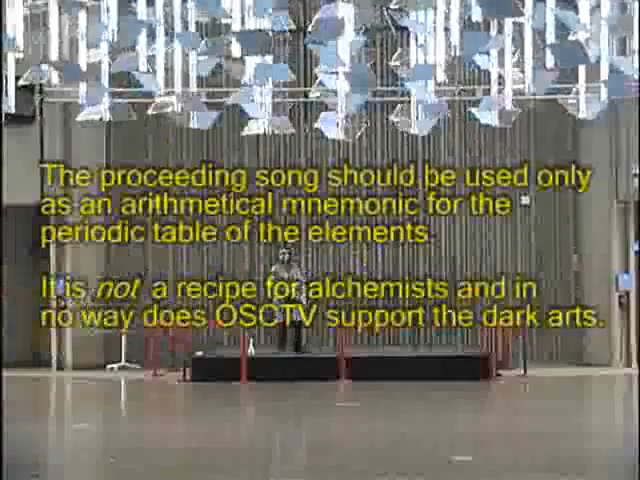 The proceeding song should be used only
as an arithmetical mnemonic for the
periodic table of the elements.
It is not a recipe for alchemists and in
no way does OSCTV support the dark arts.